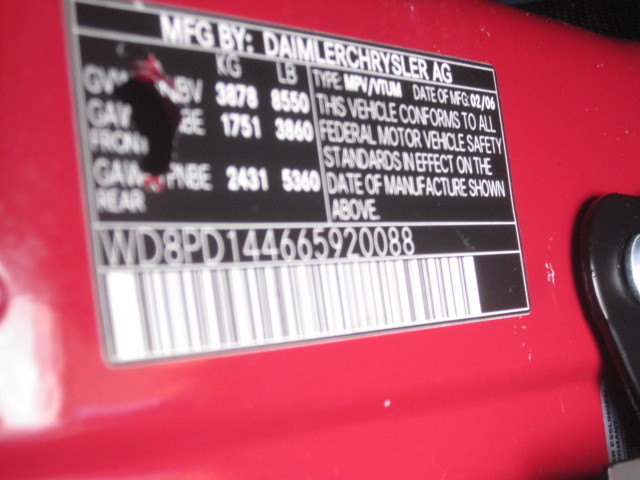 MFG BY: DAIMLERCHRYSLER AG
KG LB
3878 8550
1751 3860
FRONT
2431 5360
REAR
TYPE: MPV/VTUM DATE OF MFG: 02/06
THIS VEHICLE CONFORMS TO ALL
FEDERAL MOTOR VEHICLE SAFETY
STANDARDS IN EFFECT ON THE
DATE OF MANUFACTURE SHOWN
ABOVE.
WD8PD144665920088